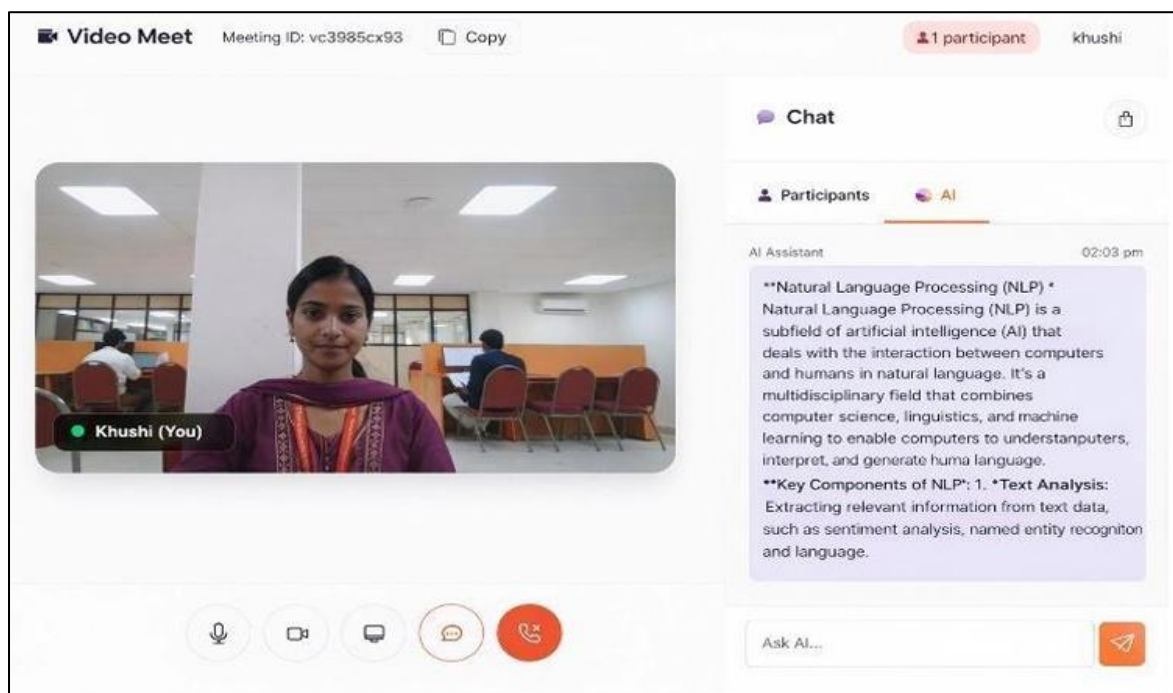 Video Meet Meeting ID: vc3985cx93 Copy 1 participant khushi
Chat
Participants AI
AI Assistant 02:03 pm
**Natural Language Processing (NLP) *
Natural Language Processing (NLP) is a
subfield of artificial intelligence (AI) that
deals with the interaction between computers
and humans in natural language. It's a
multidisciplinary field that combines
computer science, linguistics, and machine
learning to enable computers to understanputers,
interpret, and generate huma language.
**Key Components of NLP*: 1. *Text Analysis:
Extracting relevant information from text data,
such as sentiment analysis, named entity recogniton
and language.
Khushi (You)
Ask AI...